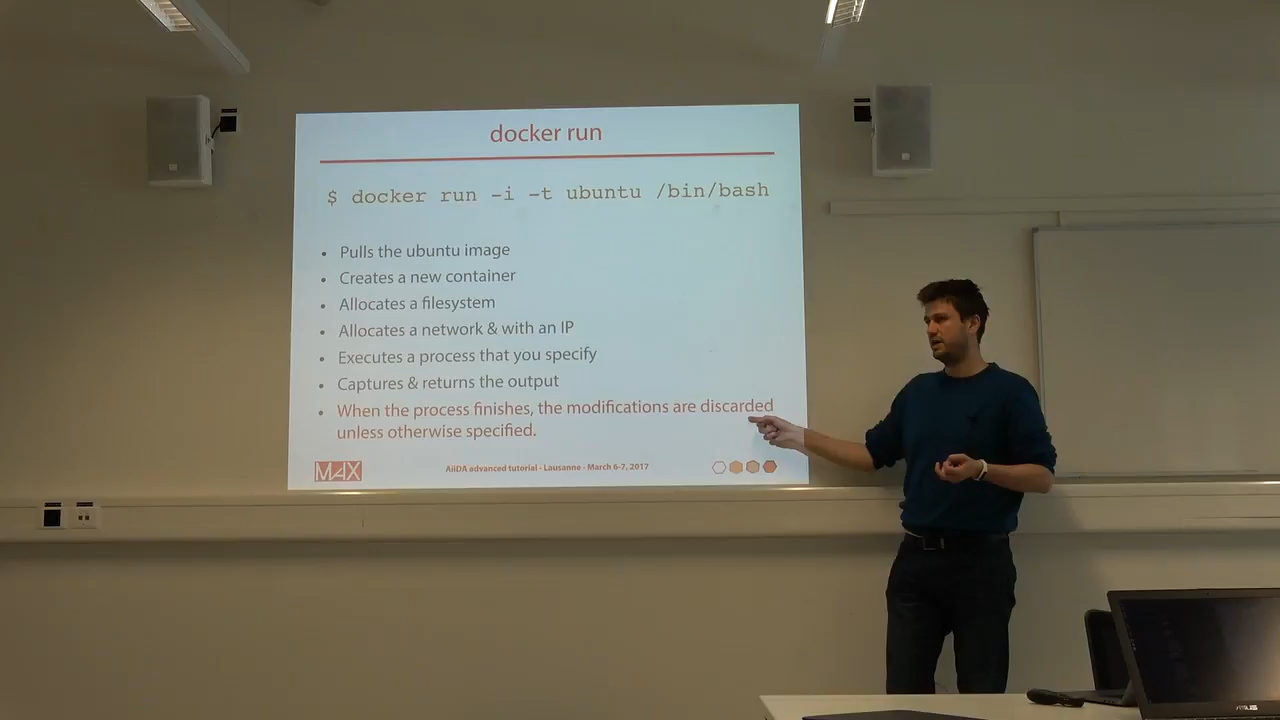 docker run
$ docker run -i -t ubuntu /bin/bash
• Pulls the ubuntu image
• Creates a new container
• Allocates a filesystem
• Allocates a network & with an IP
• Executes a process that you specify
• Captures & returns the output
• When the process finishes, the modifications are discarded
unless otherwise specified.
MAX
AiiDA advanced tutorial - Lausanne - March 6-7, 2017
ASUS